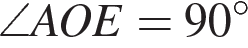 ∠AOE = 90°